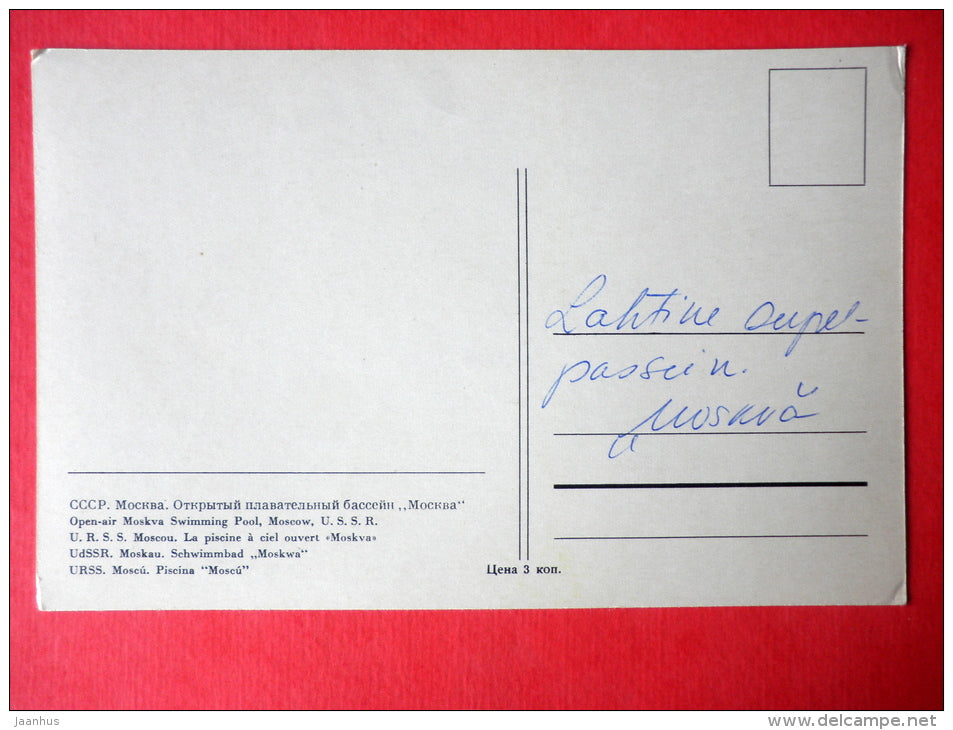 Lahtine supel-
passein.
„Moskva"
СССР. Москва. Открытый плавательный бассейн „Москва“
Open-air Moskva Swimming Pool, Moscow, U. S. S. R.
U. R. S. S. Moscou. La piscine à ciel ouvert «Moskva»
UdSSR. Moskau. Schwimmbad „Moskwa“
URSS. Moscú. Piscina “Moscú”
Цена 3 коп.
Jaanhus
www.delcampe.net